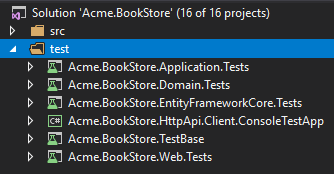 Solution 'Acme.BookStore' (16 of 16 projects)
src
test
Acme.BookStore.Application.Tests
Acme.BookStore.Domain.Tests
Acme.BookStore.EntityFrameworkCore.Tests
C# Acme.BookStore.HttpApi.Client.ConsoleTestApp
Acme.BookStore.TestBase
Acme.BookStore.Web.Tests